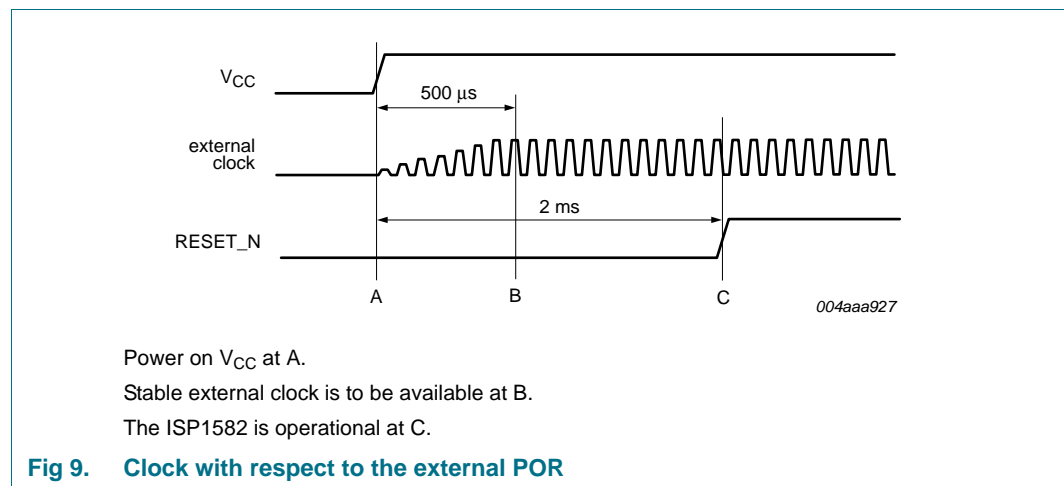 VCC
500 μs
external
clock
2 ms
RESET_N
A
B
C
004aaa927
Power on VCC at A.
Stable external clock is to be available at B.
The ISP1582 is operational at C.
Fig 9. Clock with respect to the external POR